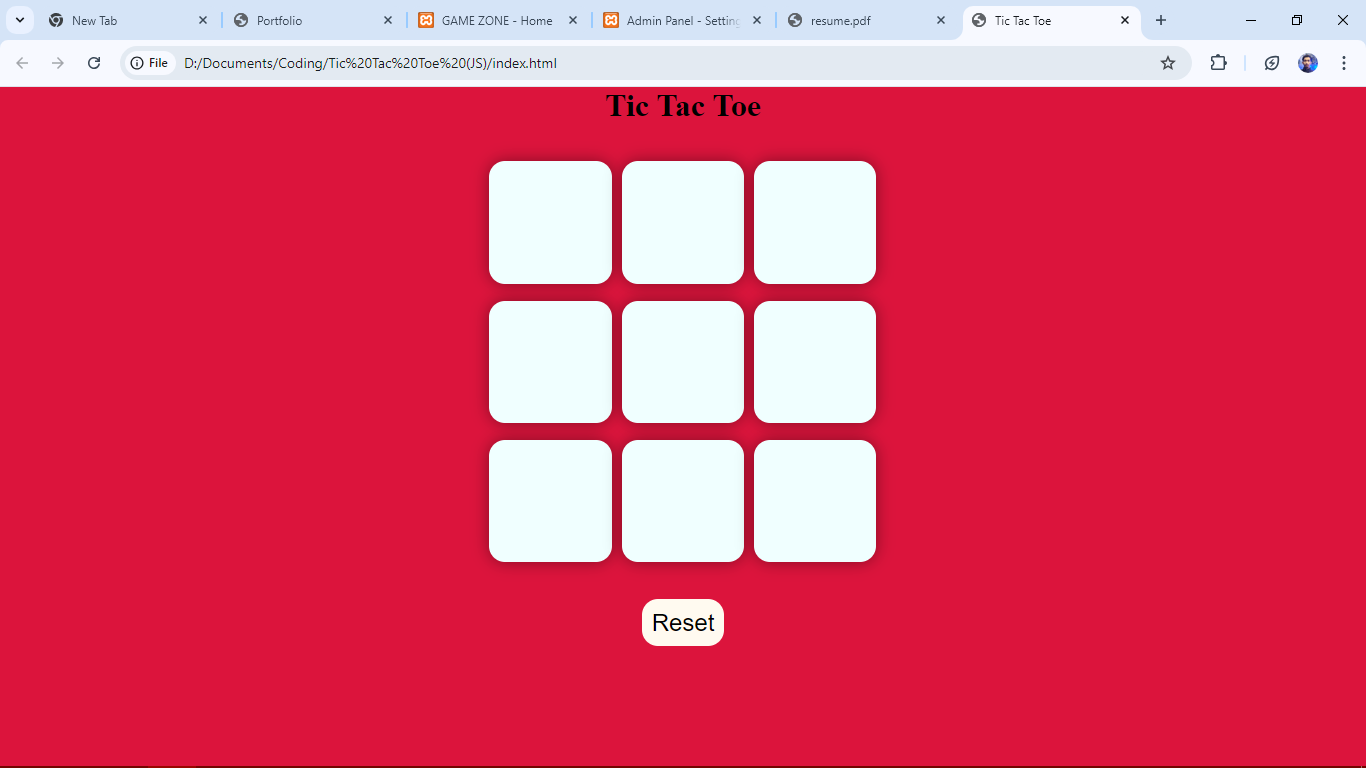 New Tab
Portfolio
GAME ZONE - Home
Admin Panel - Setting
resume.pdf
Tic Tac Toe
File
D:/Documents/Coding/Tic%20Tac%20Toe%20(JS)/index.html
Tic Tac Toe
Reset